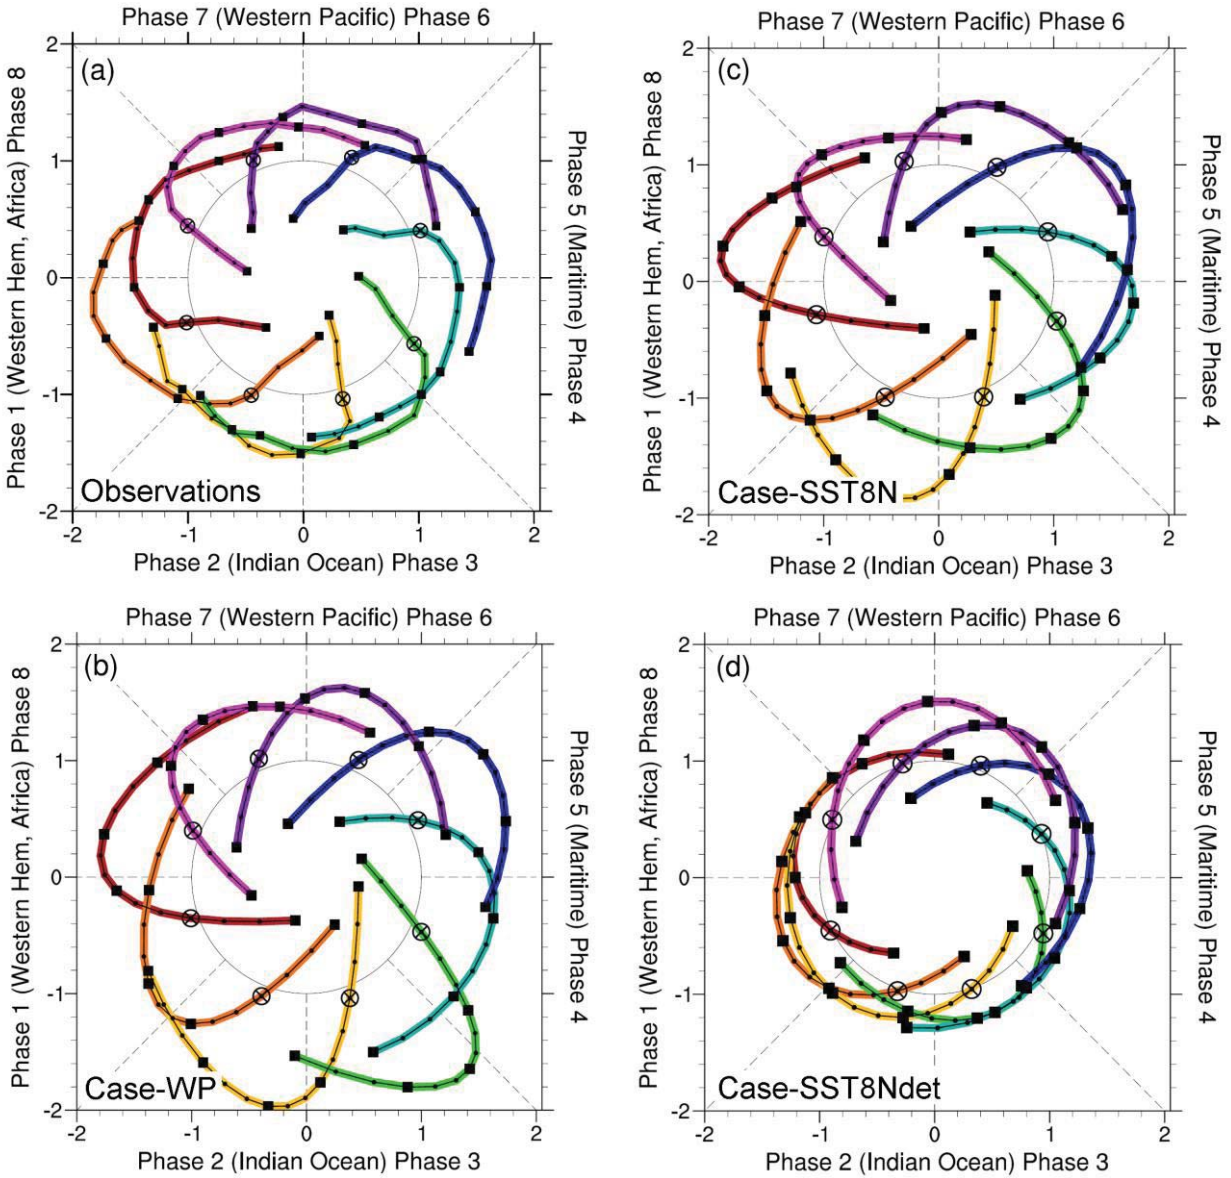 Phase 7 (Western Pacific) Phase 6
Phase 1 (Western Hem, Africa) Phase 8
2
1
0
-1
-2
(a)
Observations
Phase 5 (Maritime) Phase 4
-2 -1 0 1 2
Phase 2 (Indian Ocean) Phase 3
Phase 7 (Western Pacific) Phase 6
Phase 1 (Western Hem, Africa) Phase 8
2
1
0
-1
-2
(c)
Case-SST8N
Phase 5 (Maritime) Phase 4
-2 -1 0 1 2
Phase 2 (Indian Ocean) Phase 3
Phase 7 (Western Pacific) Phase 6
Phase 1 (Western Hem, Africa) Phase 8
2
1
0
-1
-2
(b)
Case-WP
Phase 5 (Maritime) Phase 4
-2 -1 0 1 2
Phase 2 (Indian Ocean) Phase 3
Phase 7 (Western Pacific) Phase 6
Phase 1 (Western Hem, Africa) Phase 8
2
1
0
-1
-2
(d)
Case-SST8Ndet
Phase 5 (Maritime) Phase 4
-2 -1 0 1 2
Phase 2 (Indian Ocean) Phase 3